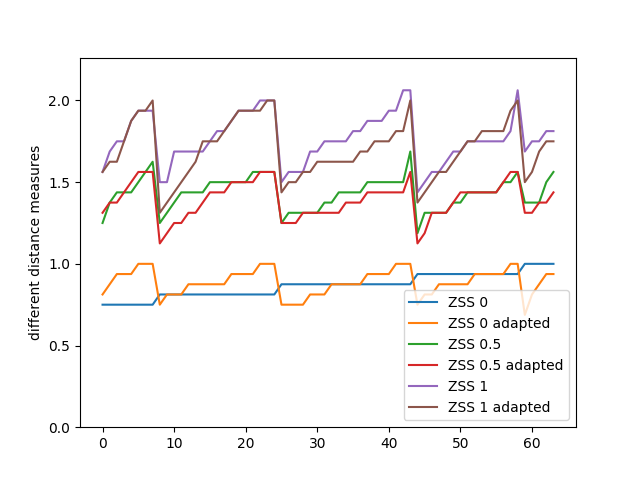 different distance measures
2.0
1.5
1.0
0.5
0.0
0 10 20 30 40 50 60
ZSS 0
ZSS 0 adapted
ZSS 0.5
ZSS 0.5 adapted
ZSS 1
ZSS 1 adapted